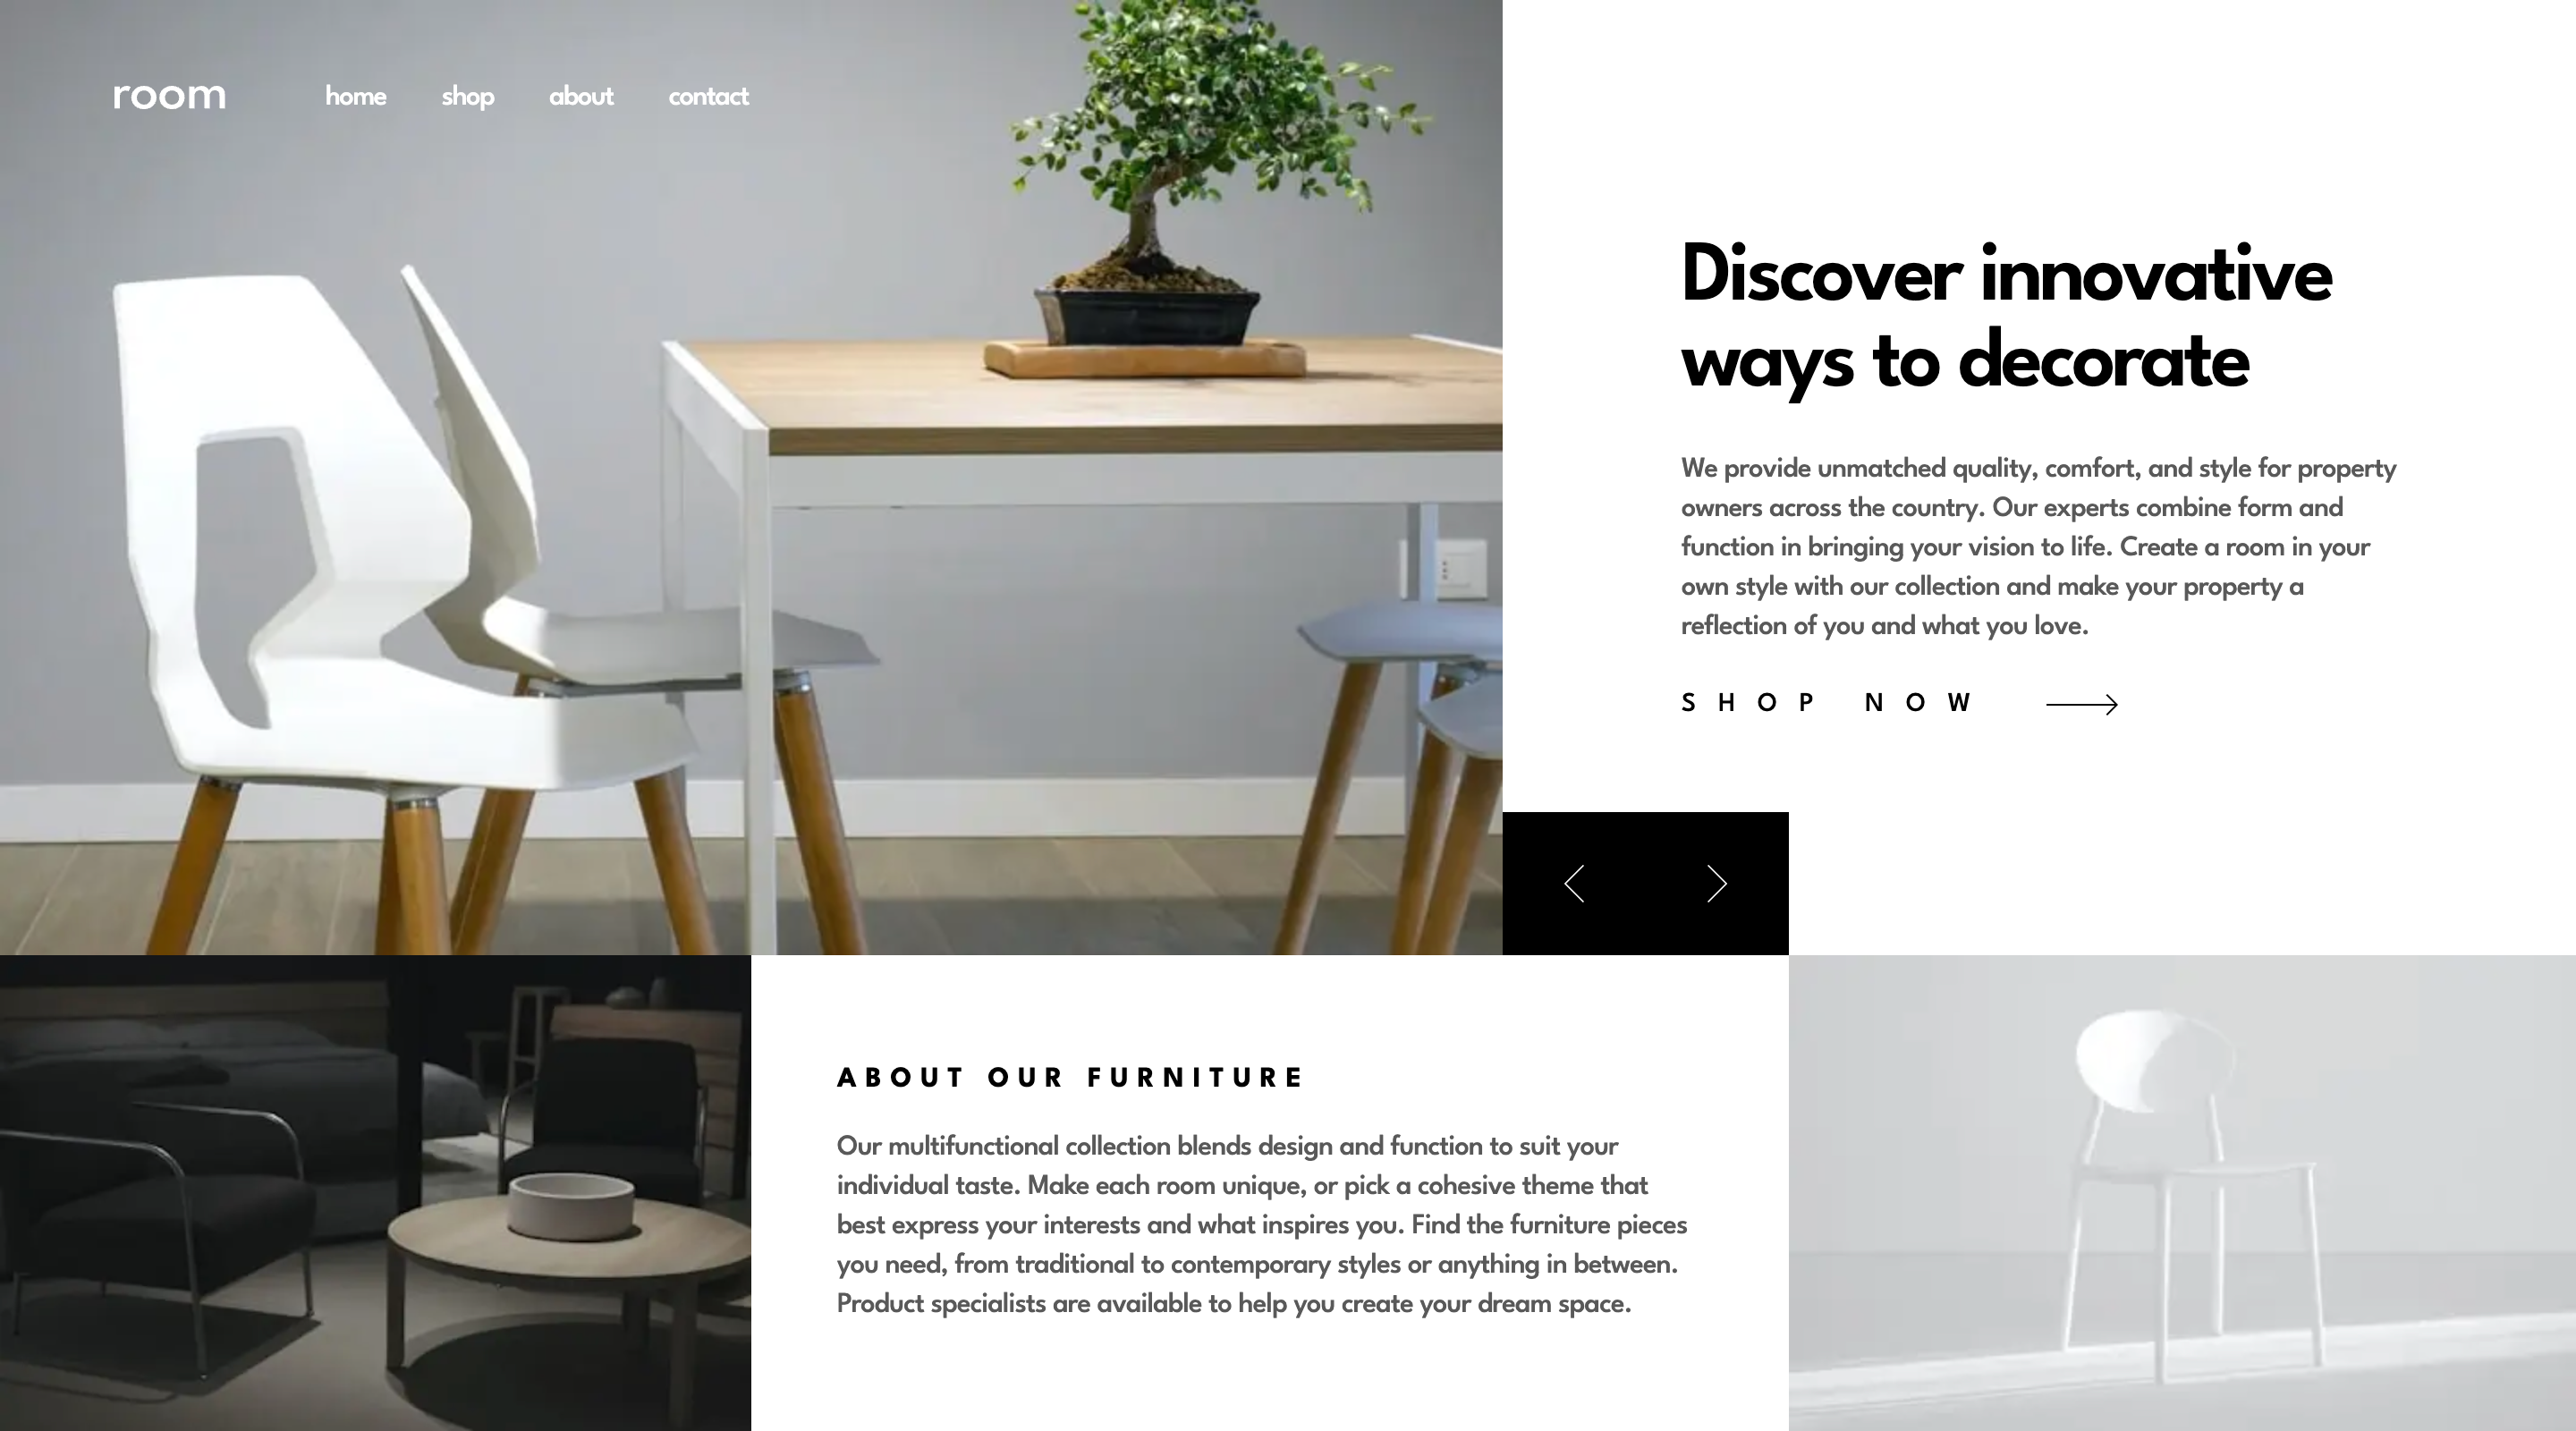 room
home shop about contact
Discover innovative
ways to decorate
We provide unmatched quality, comfort, and style for property
owners across the country. Our experts combine form and
function in bringing your vision to life. Create a room in your
own style with our collection and make your property a
reflection of you and what you love.
SHOP NOW
ABOUT OUR FURNITURE
Our multifunctional collection blends design and function to suit your
individual taste. Make each room unique, or pick a cohesive theme that
best express your interests and what inspires you. Find the furniture pieces
you need, from traditional to contemporary styles or anything in between.
Product specialists are available to help you create your dream space.